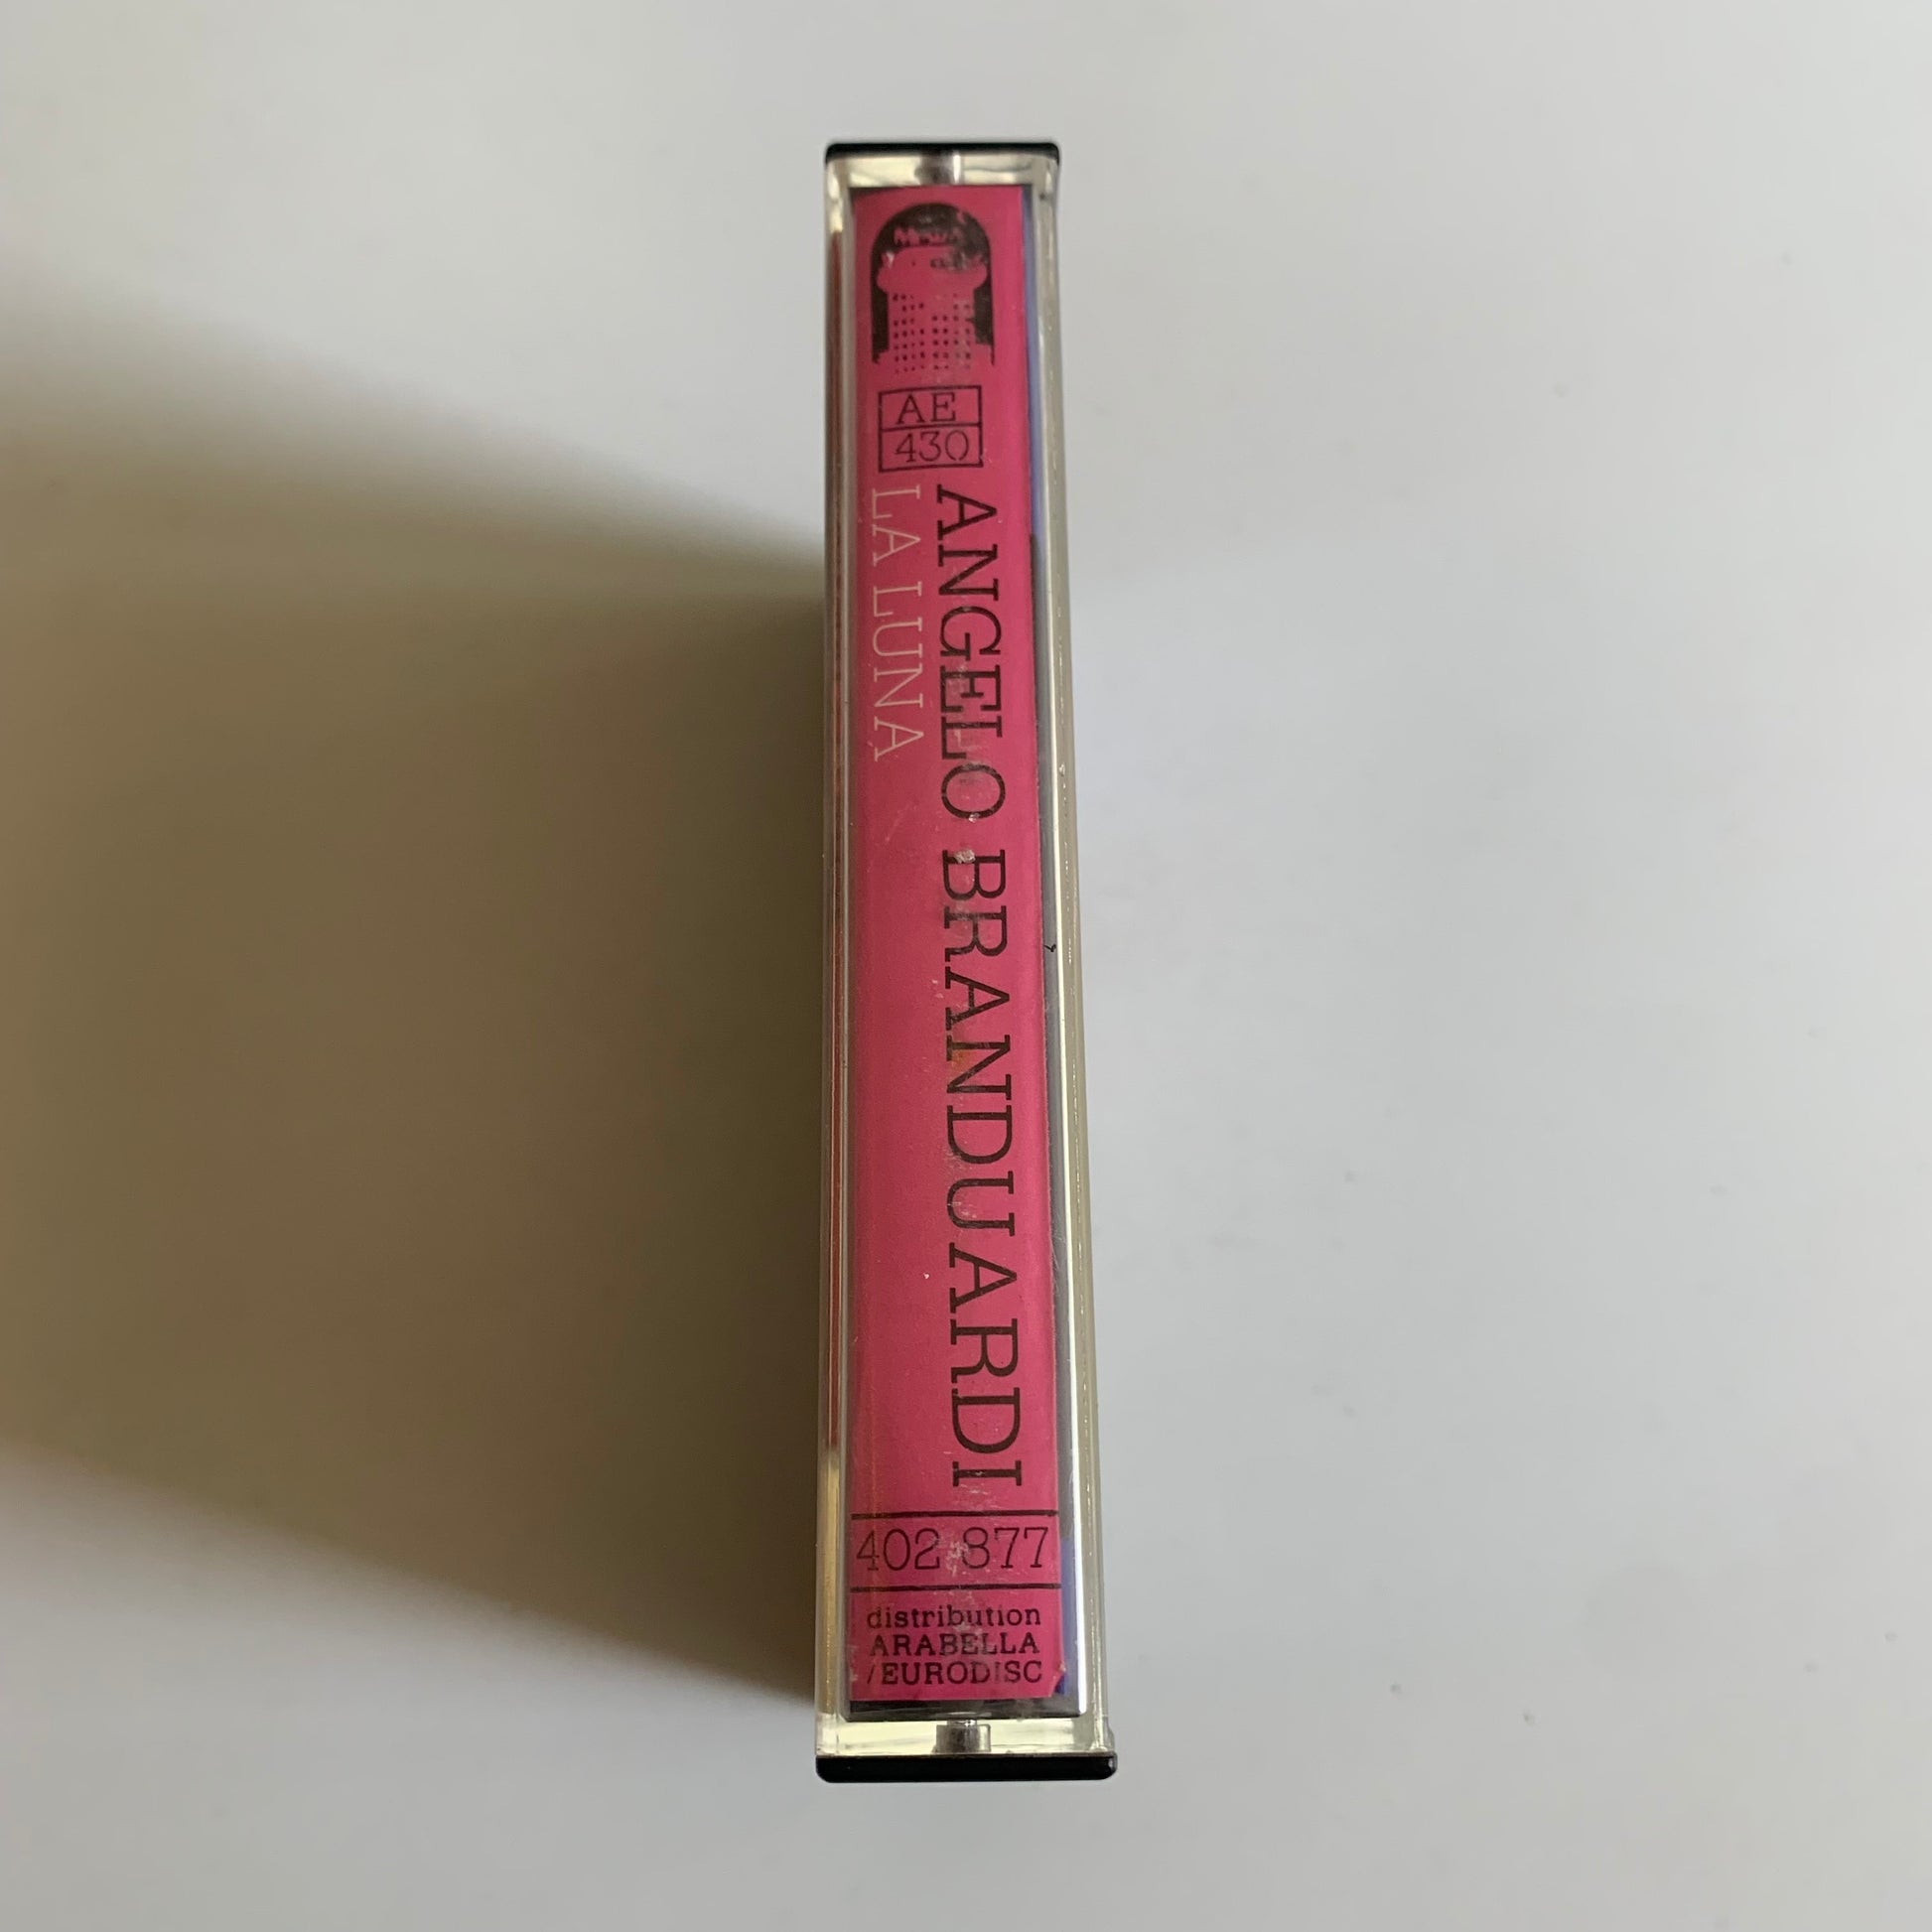 AE
430
ANGELO BRANDUARDI
LA LUNA
402 877
distribution
ARABELLA
/EURODISC